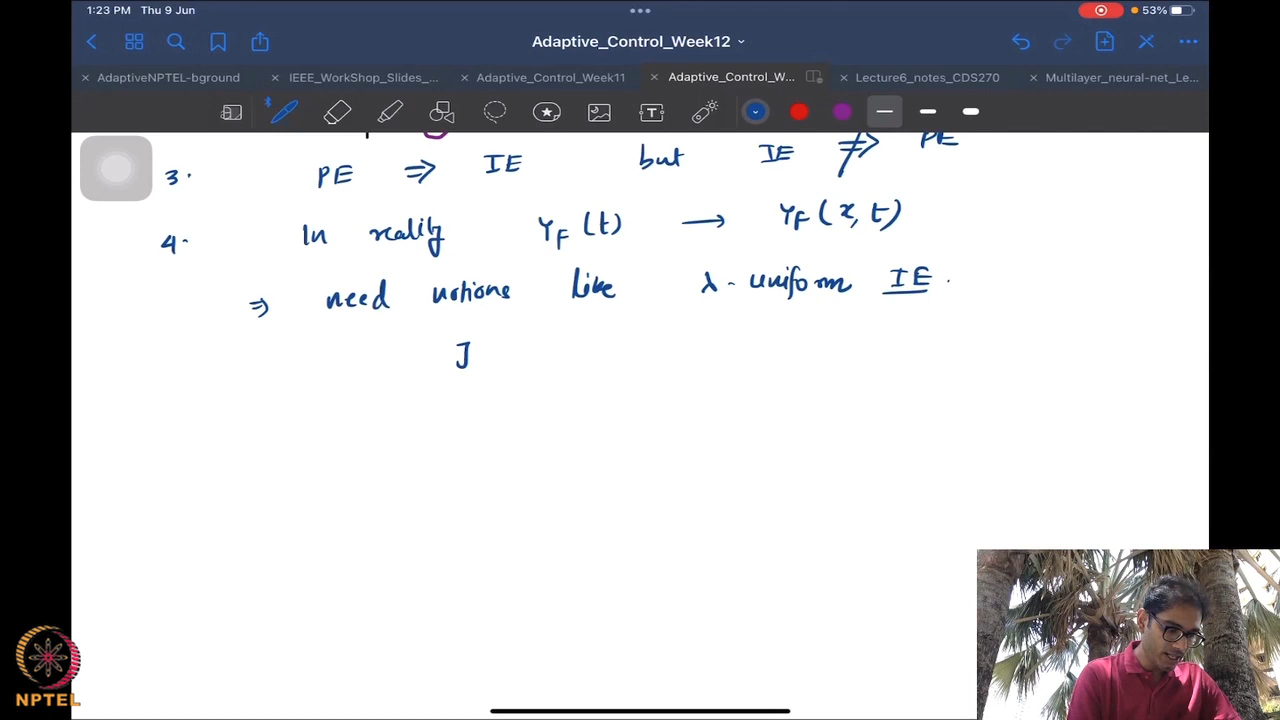 1:23 PM Thu 9 Jun
53%
Adaptive_Control_Week12
AdaptiveNPTEL-bground
IEEE_WorkShop_Slides_...
Adaptive_Control_Week11
Adaptive_Control_W...
Lecture6_notes_CDS270
Multilayer_neural-net_Le...
3. PE ⇒ IE but IE ⇏ PE
4. In reality Y_F (t) → Y_F (x, t)
⇒ need notions like λ-uniform IE.
J
NPTEL